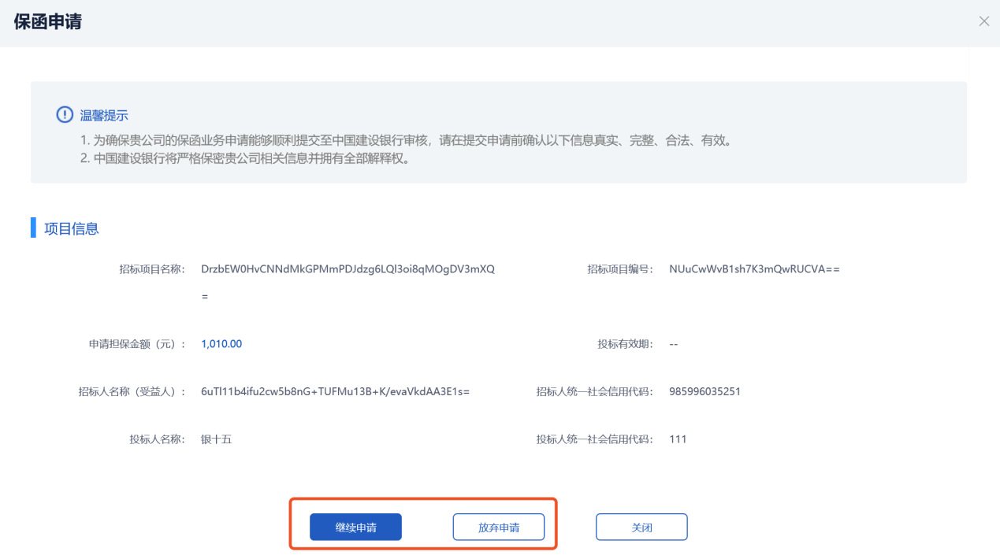 保函申请
温馨提示
1. 为确保贵公司的保函业务申请能够顺利提交至中国建设银行审核，请在提交申请前确认以下信息真实、完整、合法、有效。
2. 中国建设银行将严格保密贵公司相关信息并拥有全部解释权。
项目信息
招标项目名称： DrzbEW0HvCNNdMkGPMmPDJdzg6LQl3oi8qMOgDV3mXQ
=
招标项目编号： NUuCwWvB1sh7K3mQwRUCVA==
申请担保金额（元）： 1,010.00
投标有效期： --
招标人名称（受益人）： 6uTl11b4ifu2cw5b8nG+TUFMu13B+K/evaVkdAA3E1s=
招标人统一社会信用代码： 985996035251
投标人名称： 银十五
投标人统一社会信用代码： 111
继续申请
放弃申请
关闭